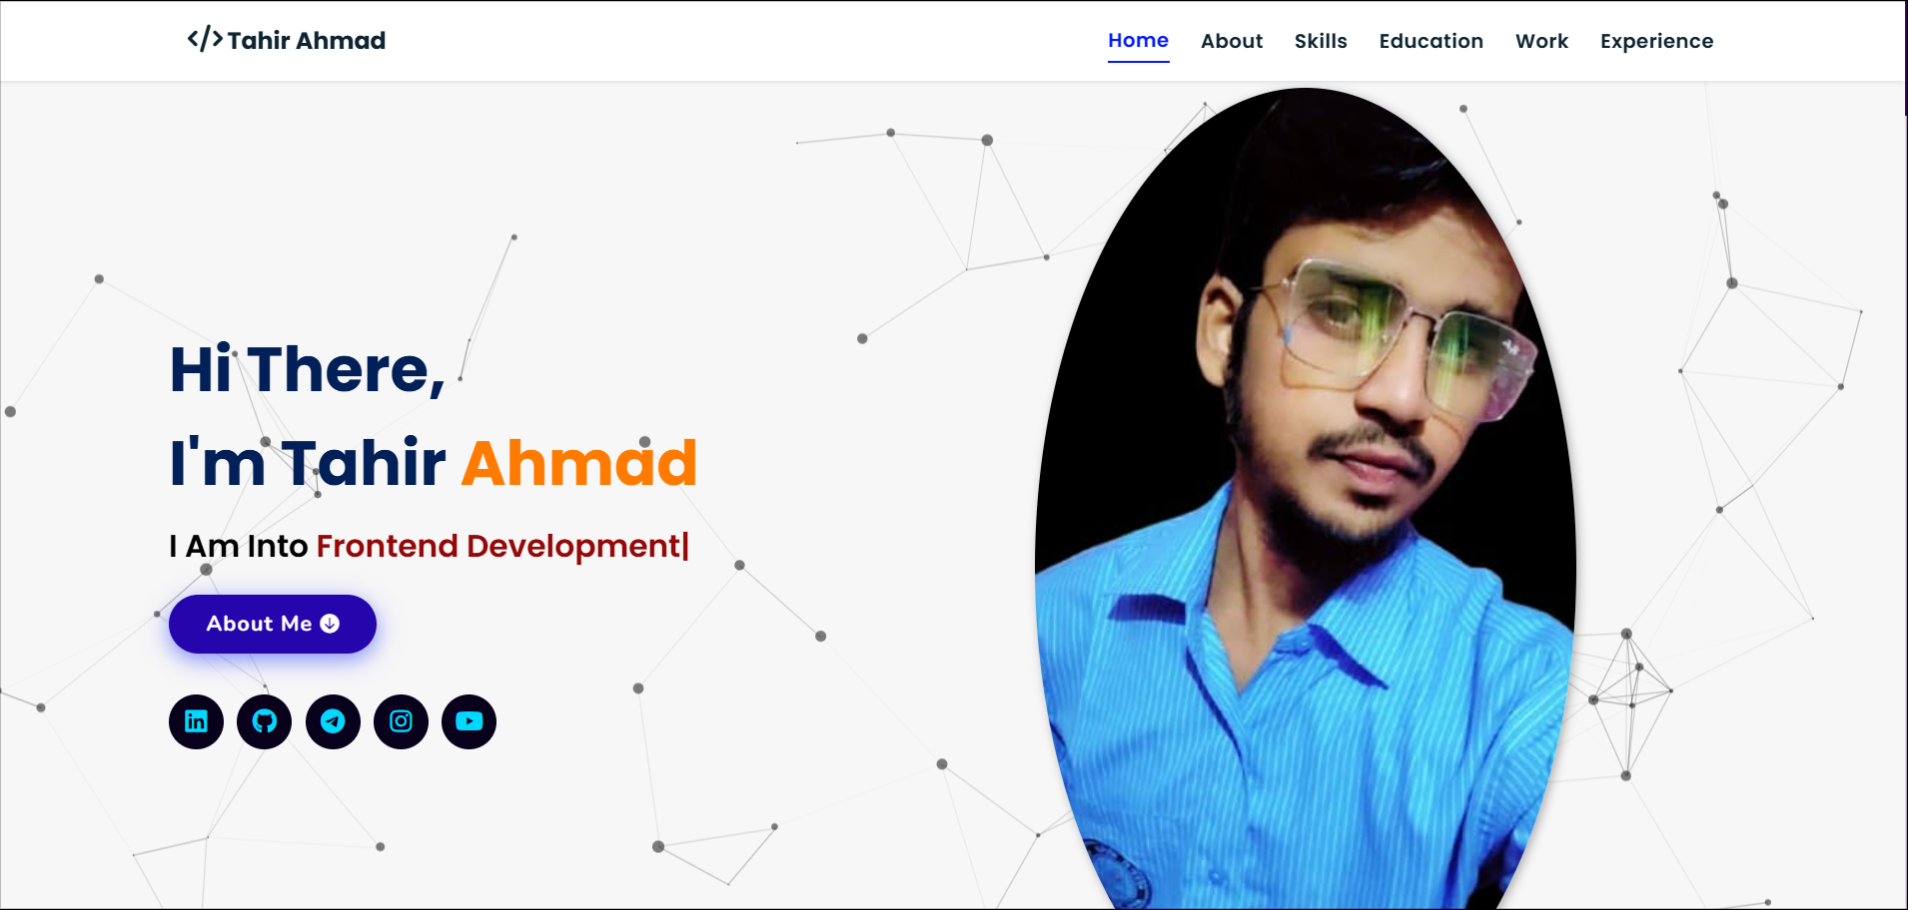 </> Tahir Ahmad
Home About Skills Education Work Experience
Hi There,
I'm Tahir Ahmad
I Am Into Frontend Development|
About Me